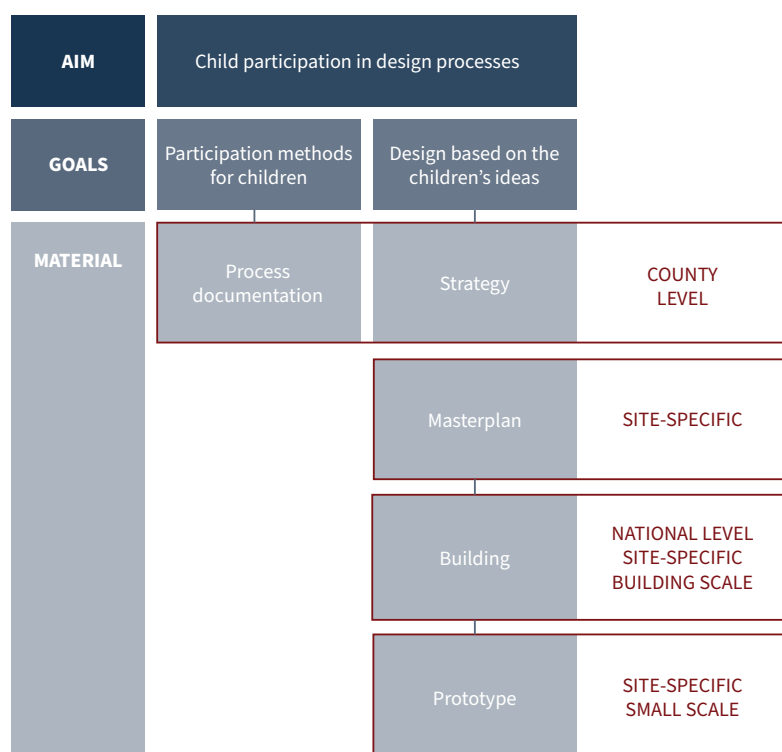 AIM
Child participation in design processes
GOALS
Participation methods
for children
Design based on the
children’s ideas
MATERIAL
Process
documentation
Strategy
COUNTY
LEVEL
Masterplan
SITE-SPECIFIC
Building
NATIONAL LEVEL
SITE-SPECIFIC
BUILDING SCALE
Prototype
SITE-SPECIFIC
SMALL SCALE